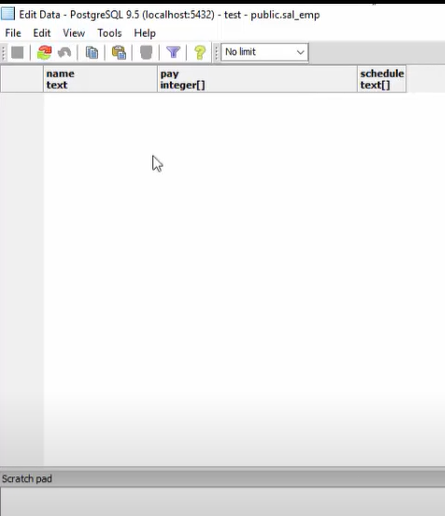 Edit Data - PostgreSQL 9.5 (localhost:5432) - test - public.sal_emp
File Edit View Tools Help
No limit
name pay schedule
text integer[] text[]
Scratch pad